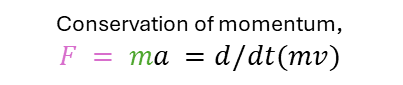 Conservation of momentum,
F = ma = d/dt(mv)